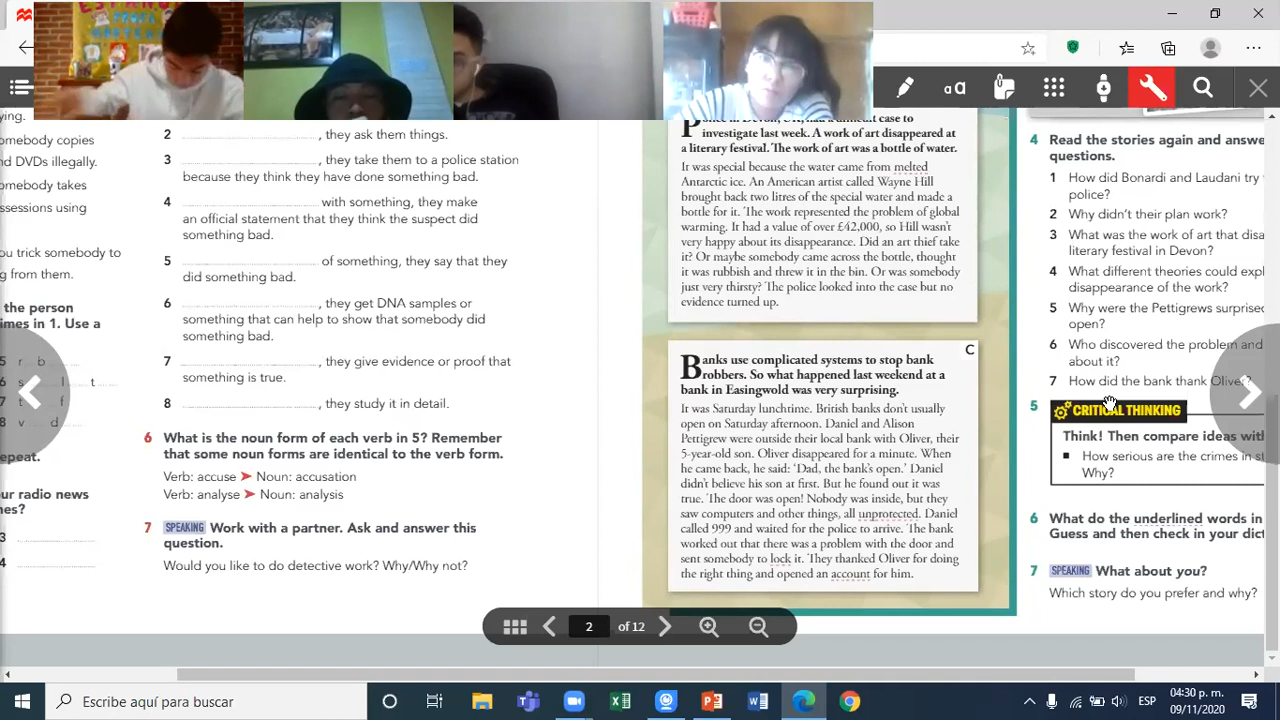 ESPAÑOL
aa
ying.
omebody copies
nd DVDs illegally.
omebody takes
ssessions using
ou trick somebody to
g from them.
the person
imes in 1. Use a
5 r b
6 s l t
7 t f
8 v d
epeat.
ur radio news
nes?
3
4
2 , they ask them things.
3 , they take them to a police station
because they think they have done something bad.
4 with something, they make
an official statement that they think the suspect did
something bad.
5 of something, they say that they
did something bad.
6 , they get DNA samples or
something that can help to show that somebody did
something bad.
7 , they give evidence or proof that
something is true.
8 , they study it in detail.
6 What is the noun form of each verb in 5? Remember
that some noun forms are identical to the verb form.
Verb: accuse ➤ Noun: accusation
Verb: analyse ➤ Noun: analysis
7 SPEAKING Work with a partner. Ask and answer this
question.
Would you like to do detective work? Why/Why not?
Police in Devon, UK, had a difficult case to
investigate last week. A work of art disappeared at
a literary festival. The work of art was a bottle of water.
It was special because the water came from melted
Antarctic ice. An American artist called Wayne Hill
brought back two litres of the special water and made a
bottle for it. The work represented the problem of global
warming. It had a value of over £42,000, so Hill wasn't
very happy about its disappearance. Did an art thief take
it? Or maybe somebody came across the bottle, thought
it was rubbish and threw it in the bin. Or was somebody
just very thirsty? The police looked into the case but no
evidence turned up.
C
Banks use complicated systems to stop bank
robbers. So what happened last weekend at a
bank in Easingwold was very surprising.
It was Saturday lunchtime. British banks don't usually
open on Saturday afternoon. Daniel and Alison
Pettigrew were outside their local bank with Oliver, their
5-year-old son. Oliver disappeared for a minute. When
he came back, he said: 'Dad, the bank's open.' Daniel
didn't believe his son at first. But he found out it was
true. The door was open! Nobody was inside, but they
saw computers and other things, all unprotected. Daniel
called 999 and waited for the police to arrive. The bank
worked out that there was a problem with the door and
sent somebody to lock it. They thanked Oliver for doing
the right thing and opened an account for him.
4 Read the stories again and answe
questions.
1 How did Bonardi and Laudani try
police?
2 Why didn't their plan work?
3 What was the work of art that disa
literary festival in Devon?
4 What different theories could expl
disappearance of the work?
5 Why were the Pettigrews surprised
open?
6 Who discovered the problem and
about it?
7 How did the bank thank Oliver?
5 CRITICAL THINKING
Think! Then compare ideas with
■ How serious are the crimes in st
Why?
6 What do the underlined words in
Guess and then check in your dict
7 SPEAKING What about you?
Which story do you prefer and why?
2 of 12
Escribe aquí para buscar
ESP
04:30 p. m.
09/11/2020